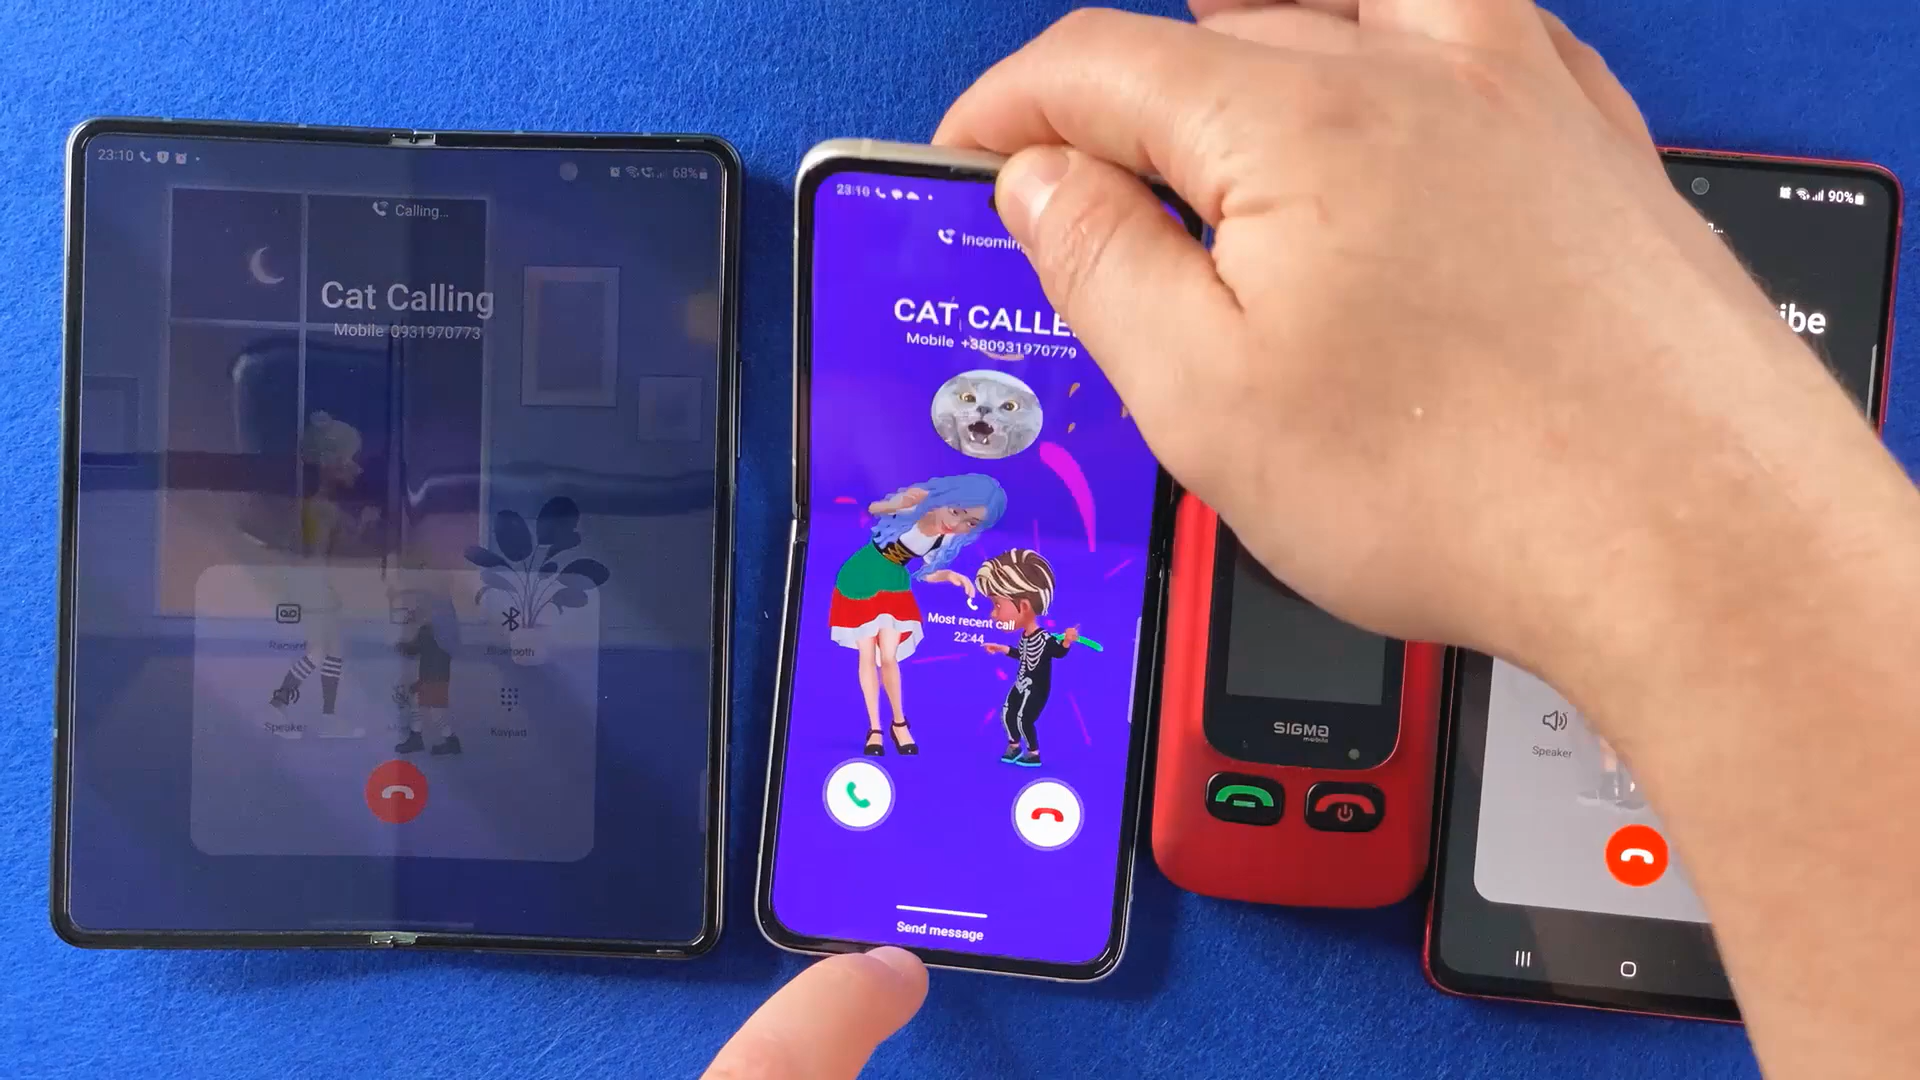 23:10
68%
Calling...
Cat Calling
Mobile 0931970773
Record
Bluetooth
Speaker
Keypad
23:10
Incomin
CAT CALLE
Mobile +380931970779
Most recent call
22:44
Send message
SIGMA
mobile
90%
ibe
Speaker